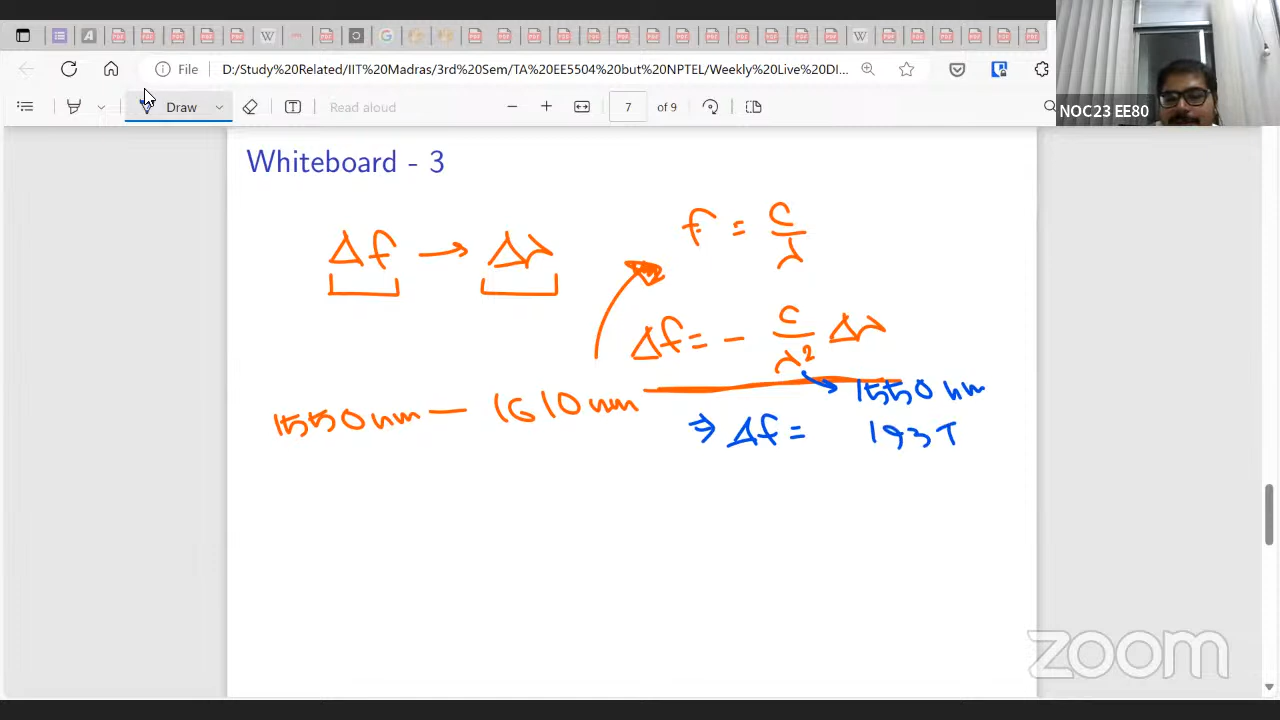 File
D:/Study%20Related/IIT%20Madras/3rd%20Sem/TA%20EE5504%20but%20NPTEL/Weekly%20Live%20DI...
Draw
Read aloud
7 of 9
NOC23 EE80
Whiteboard - 3
Δf → Δλ
f = c/λ
Δf = - c/λ² Δλ
1550 nm — 1610 nm
→ 1550 nm
⇒ Δf = 193 T
zoom